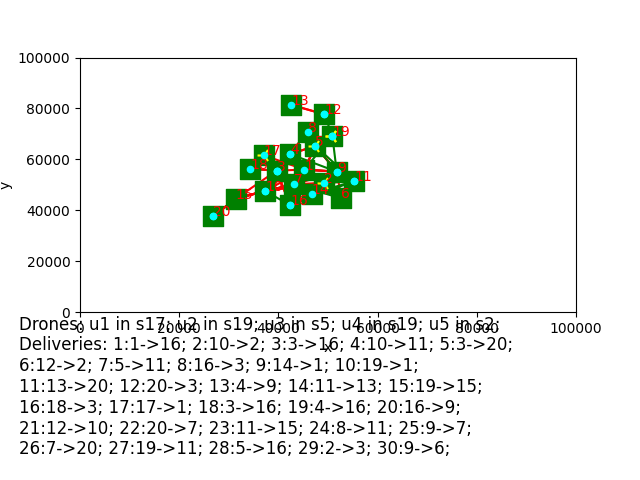 100000
80000
60000
y
40000
20000
0
0 20000 40000 60000 80000 100000
x
Drones: u1 in s17; u2 in s19; u3 in s5; u4 in s19; u5 in s2;
Deliveries: 1:1->16; 2:10->2; 3:3->16; 4:10->11; 5:3->20;
6:12->2; 7:5->11; 8:16->3; 9:14->1; 10:19->1;
11:13->20; 12:20->3; 13:4->9; 14:11->13; 15:19->15;
16:18->3; 17:17->1; 18:3->16; 19:4->16; 20:16->9;
21:12->10; 22:20->7; 23:11->15; 24:8->11; 25:9->7;
26:7->20; 27:19->11; 28:5->16; 29:2->3; 30:9->6;